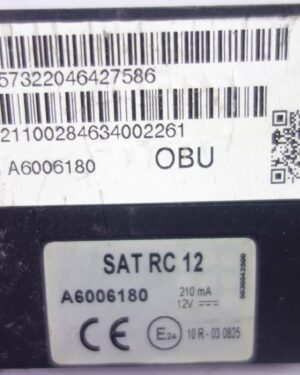 57322046427586
21100284634002261
A6006180 OBU
SAT RC 12
A6006180
210 mA
12V
CE
E24
10 R - 03 0825